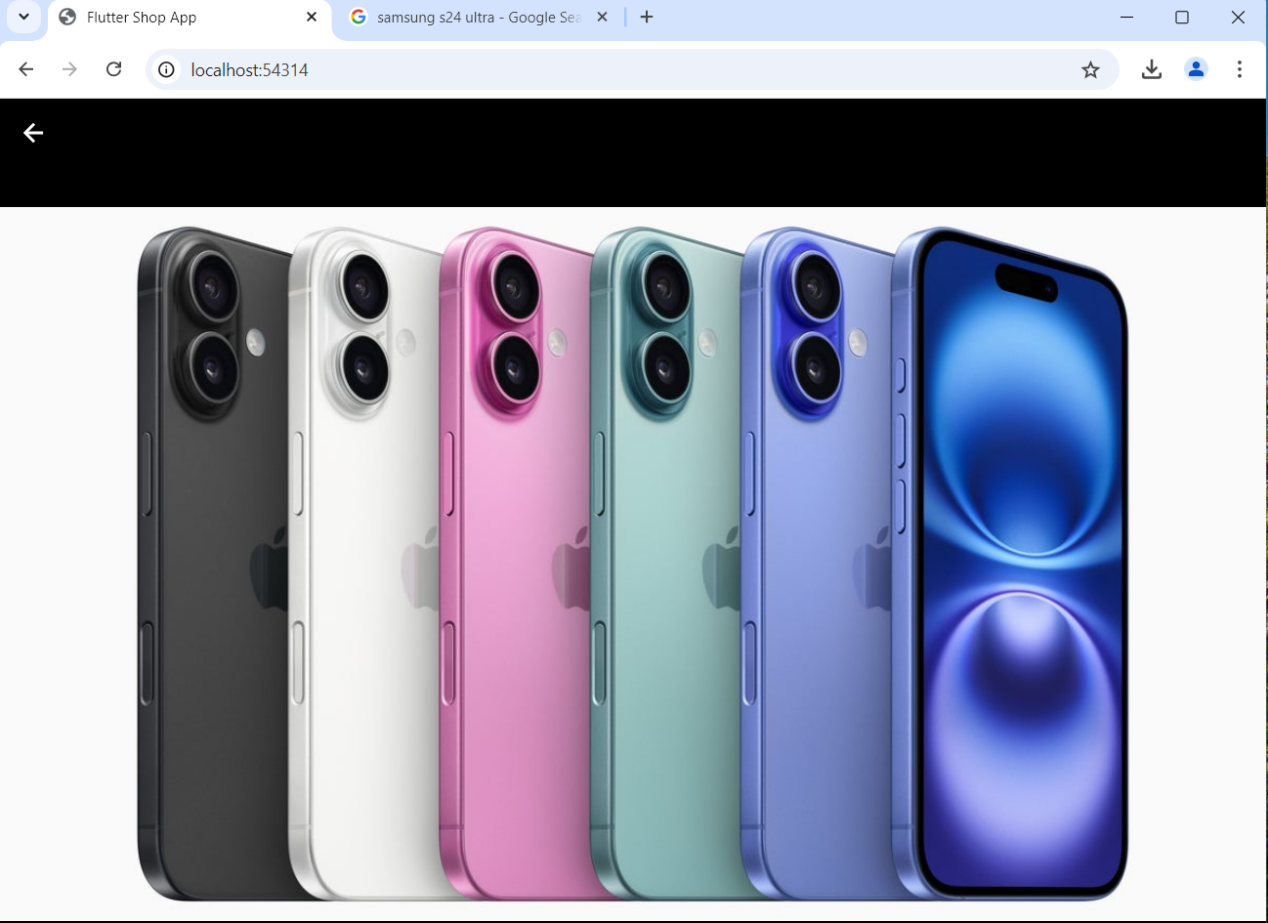 Flutter Shop App
samsung s24 ultra - Google Sea
localhost:54314